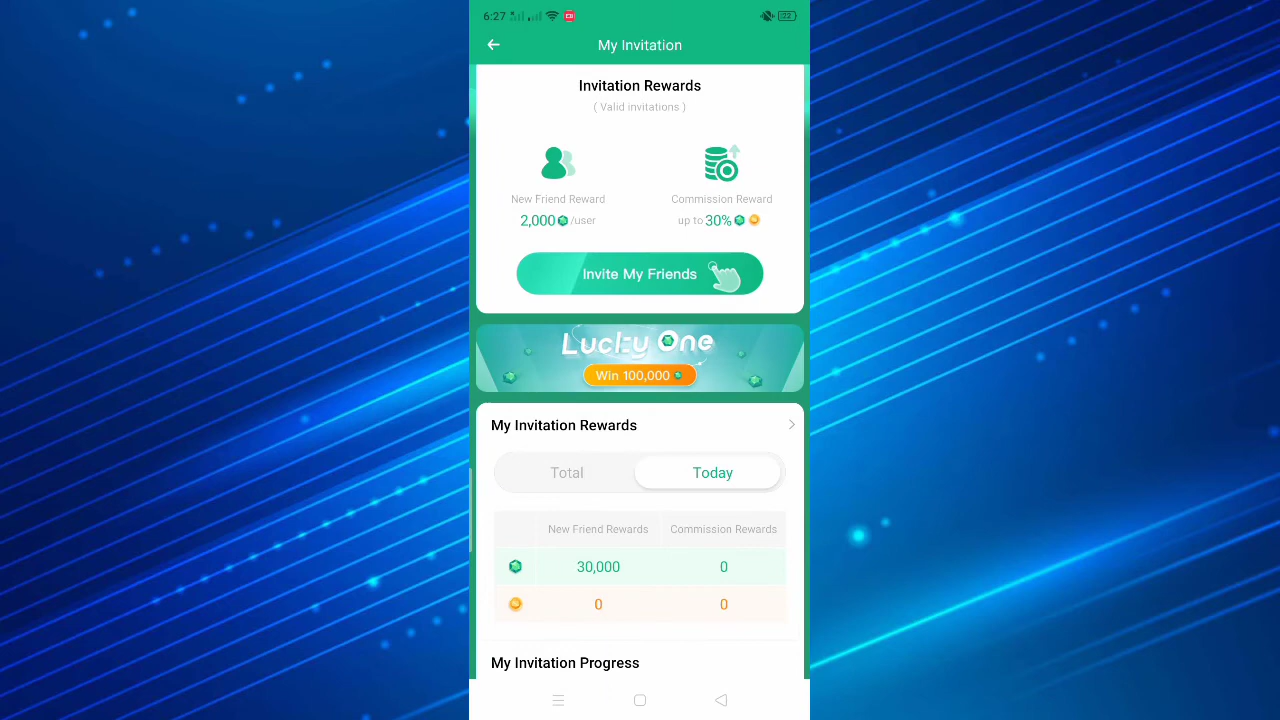 6:27
22
My Invitation
Invitation Rewards
( Valid invitations )
New Friend Reward
2,000 /user
Commission Reward
up to 30%
Invite My Friends
Lucky One
Win 100,000
My Invitation Rewards
Total
Today
New Friend Rewards
Commission Rewards
30,000
0
0
0
My Invitation Progress